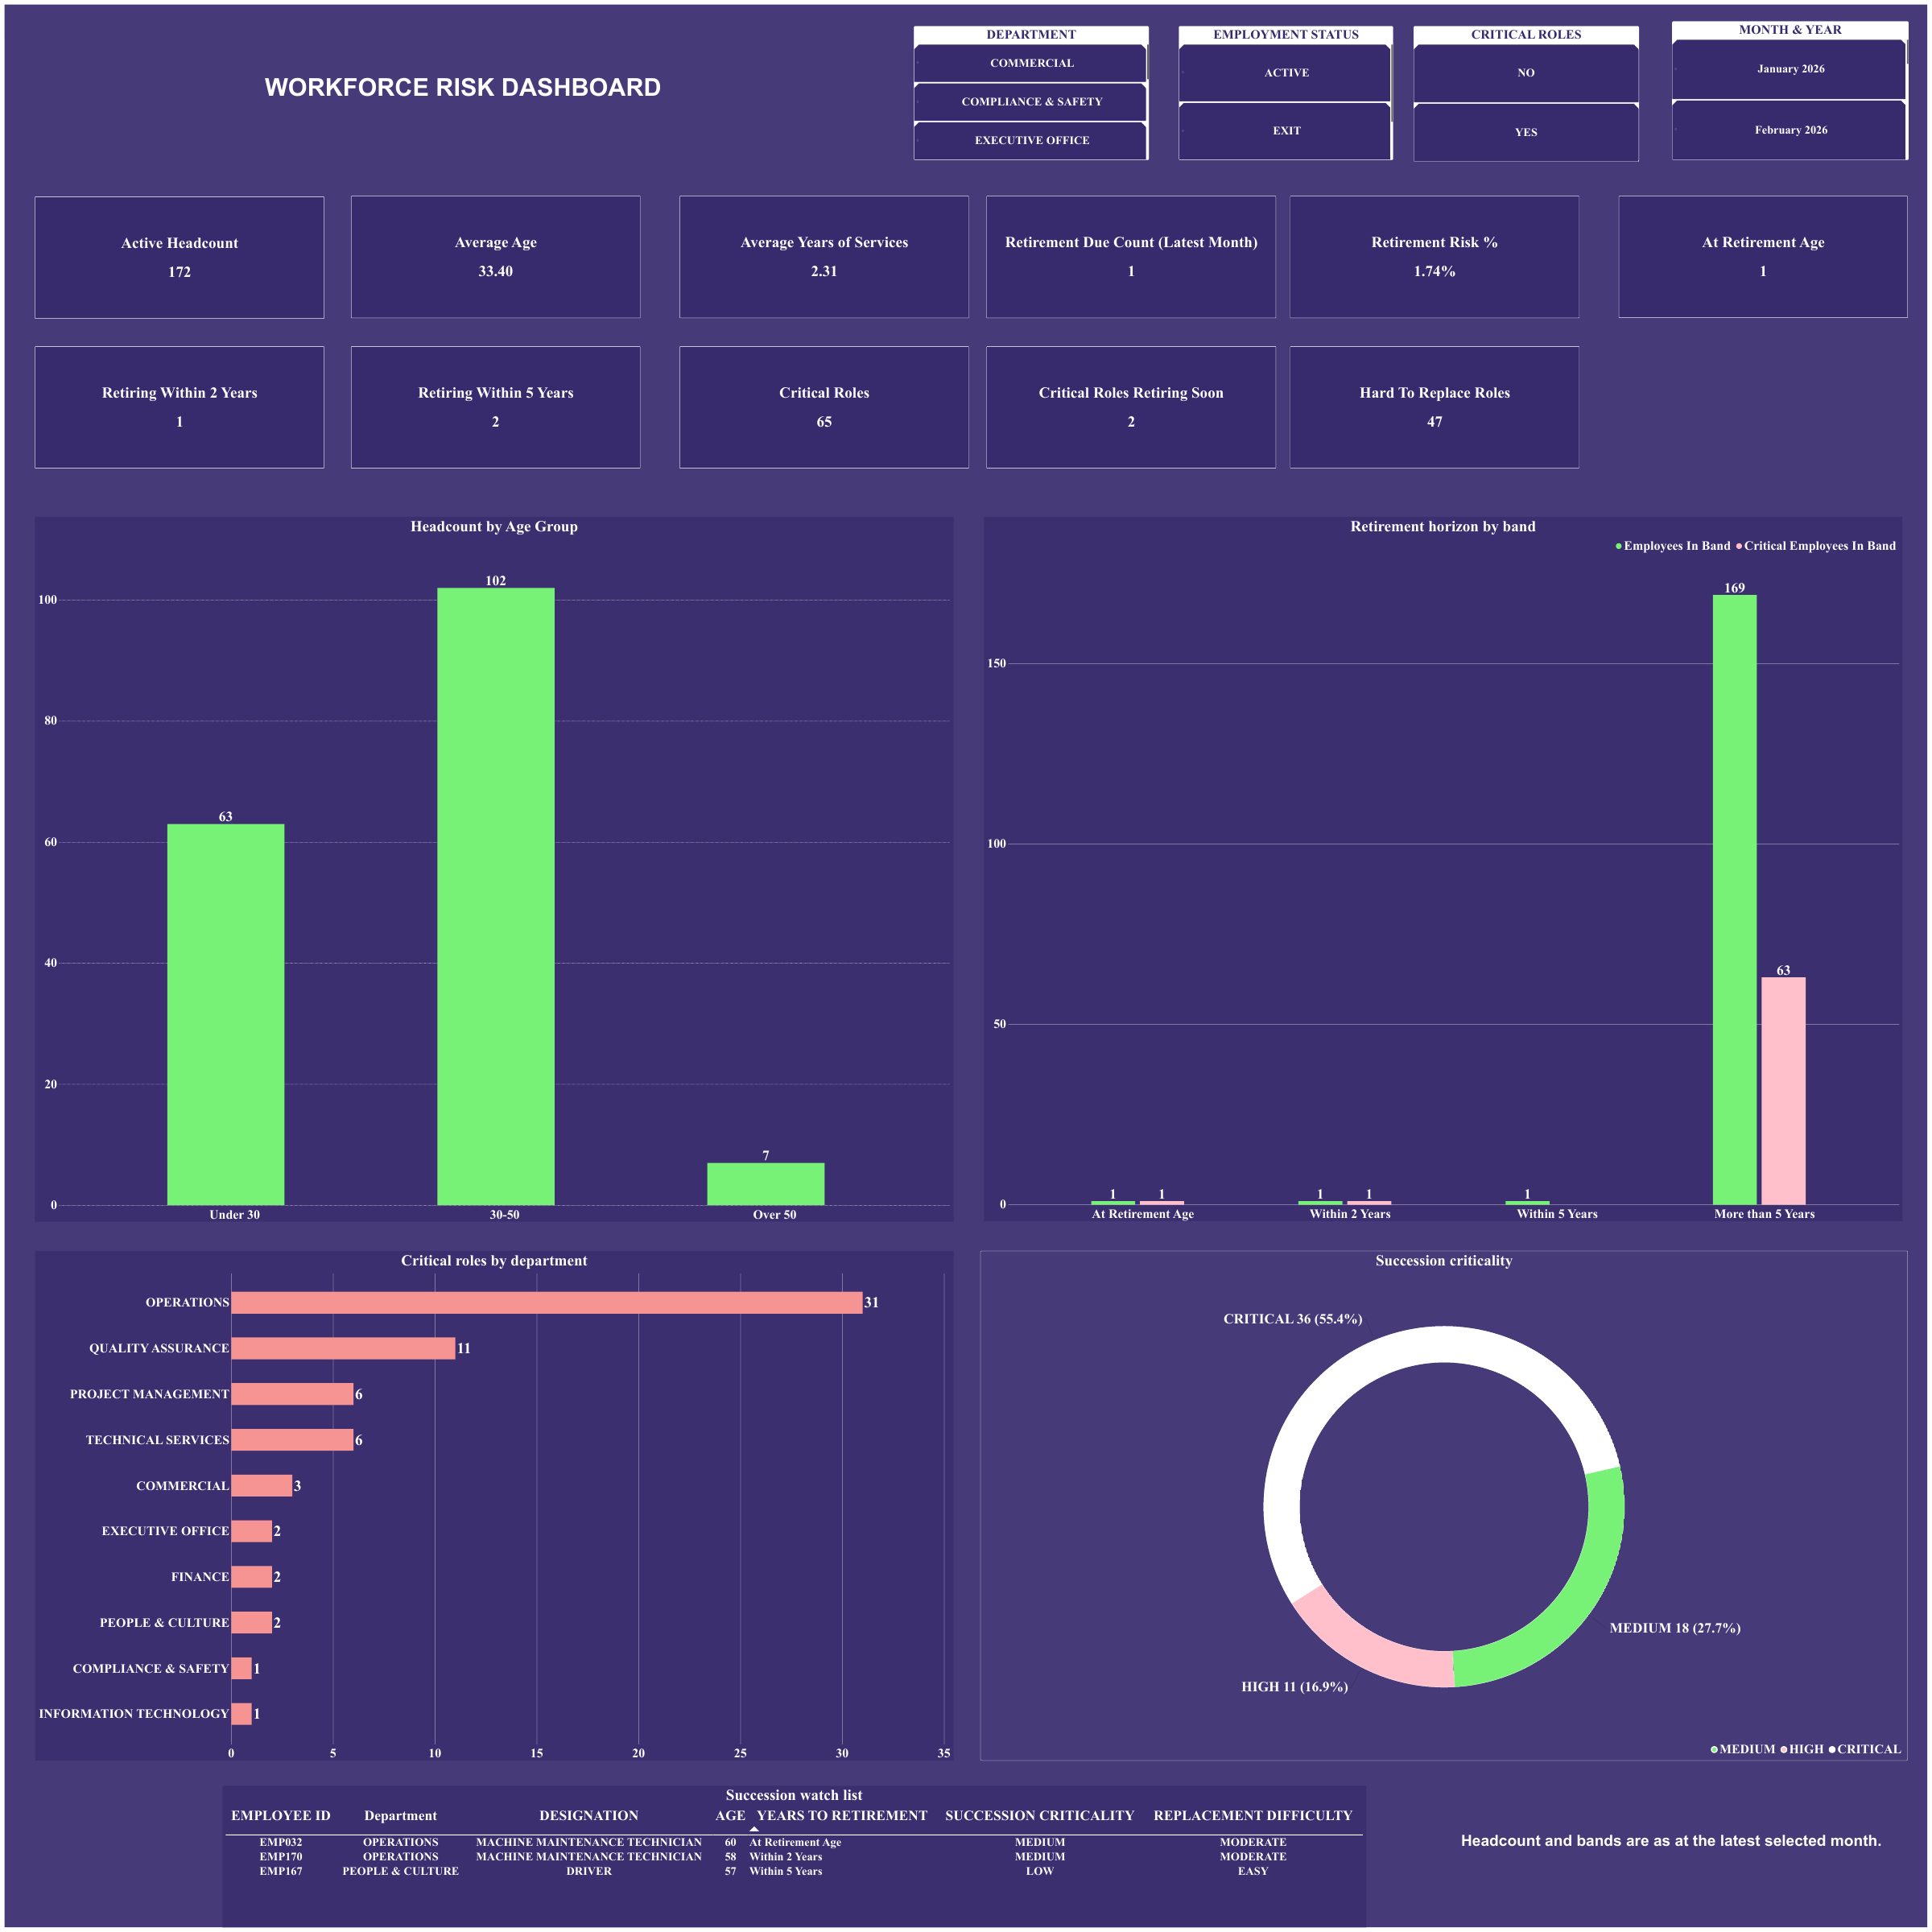 WORKFORCE RISK DASHBOARD
DEPARTMENT
COMMERCIAL
COMPLIANCE & SAFETY
EXECUTIVE OFFICE
EMPLOYMENT STATUS
ACTIVE
EXIT
CRITICAL ROLES
NO
YES
MONTH & YEAR
January 2026
February 2026
Active Headcount
172
Average Age
33.40
Average Years of Services
2.31
Retirement Due Count (Latest Month)
1
Retirement Risk %
1.74%
At Retirement Age
1
Retiring Within 2 Years
1
Retiring Within 5 Years
2
Critical Roles
65
Critical Roles Retiring Soon
2
Hard To Replace Roles
47
Headcount by Age Group
102
100
80
63
60
40
20
7
0
Under 30 30-50 Over 50
Retirement horizon by band
Employees In Band Critical Employees In Band
169
150
100
63
50
1 1 1 1 1
0
At Retirement Age Within 2 Years Within 5 Years More than 5 Years
Critical roles by department
OPERATIONS 31
QUALITY ASSURANCE 11
PROJECT MANAGEMENT 6
TECHNICAL SERVICES 6
COMMERCIAL 3
EXECUTIVE OFFICE 2
FINANCE 2
PEOPLE & CULTURE 2
COMPLIANCE & SAFETY 1
INFORMATION TECHNOLOGY 1
0 5 10 15 20 25 30 35
Succession criticality
CRITICAL 36 (55.4%)
MEDIUM 18 (27.7%)
HIGH 11 (16.9%)
MEDIUM HIGH CRITICAL
Succession watch list
EMPLOYEE ID Department DESIGNATION AGE YEARS TO RETIREMENT SUCCESSION CRITICALITY REPLACEMENT DIFFICULTY
EMP032 OPERATIONS MACHINE MAINTENANCE TECHNICIAN 60 At Retirement Age MEDIUM MODERATE
EMP170 OPERATIONS MACHINE MAINTENANCE TECHNICIAN 58 Within 2 Years MEDIUM MODERATE
EMP167 PEOPLE & CULTURE DRIVER 57 Within 5 Years LOW EASY
Headcount and bands are as at the latest selected month.